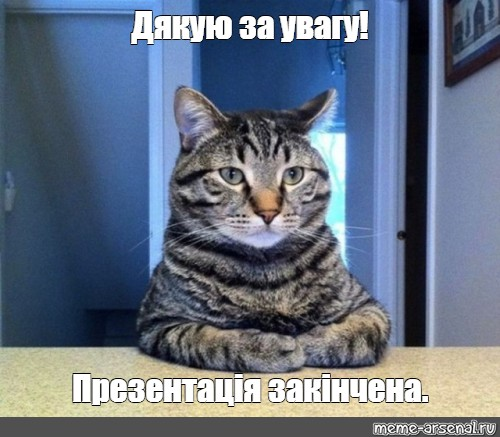 Дякую за увагу!
Презентація закінчена.
meme-arsenal.ru